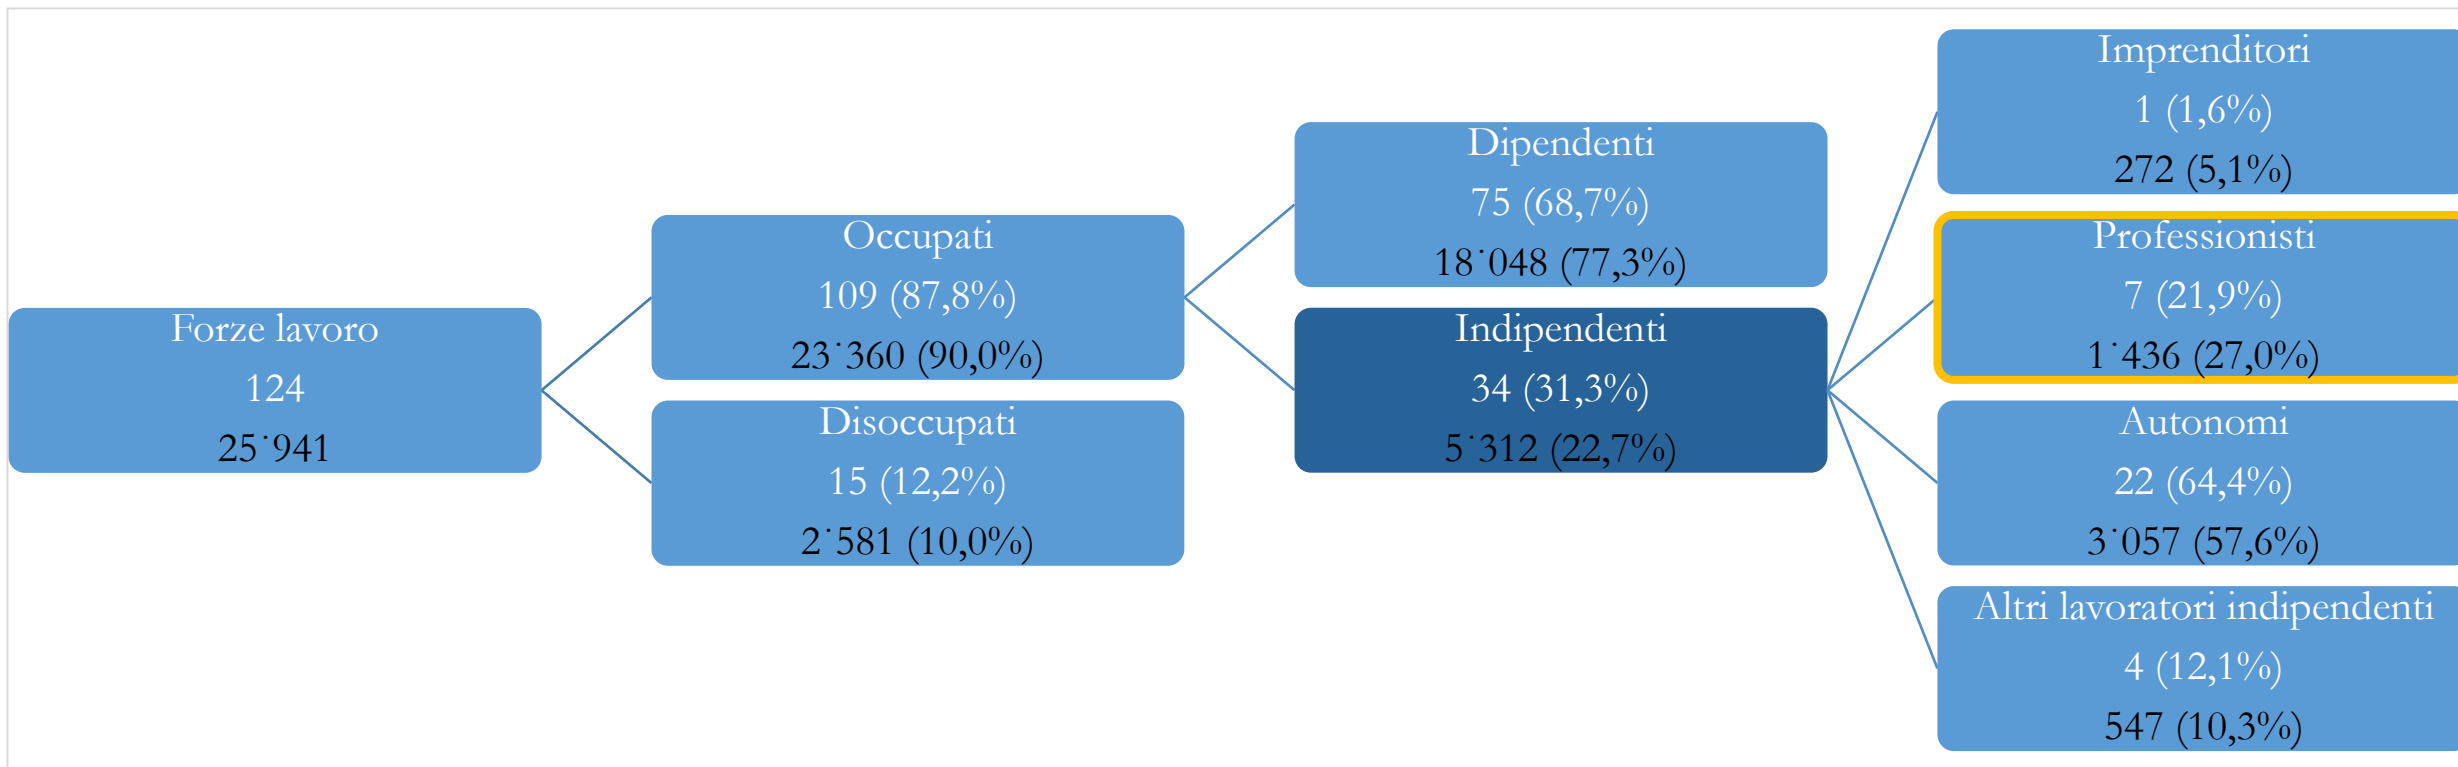 Forze lavoro
124
25˙941
Occupati
109 (87,8%)
23˙360 (90,0%)
Disoccupati
15 (12,2%)
2˙581 (10,0%)
Dipendenti
75 (68,7%)
18˙048 (77,3%)
Indipendenti
34 (31,3%)
5˙312 (22,7%)
Imprenditori
1 (1,6%)
272 (5,1%)
Professionisti
7 (21,9%)
1˙436 (27,0%)
Autonomi
22 (64,4%)
3˙057 (57,6%)
Altri lavoratori indipendenti
4 (12,1%)
547 (10,3%)